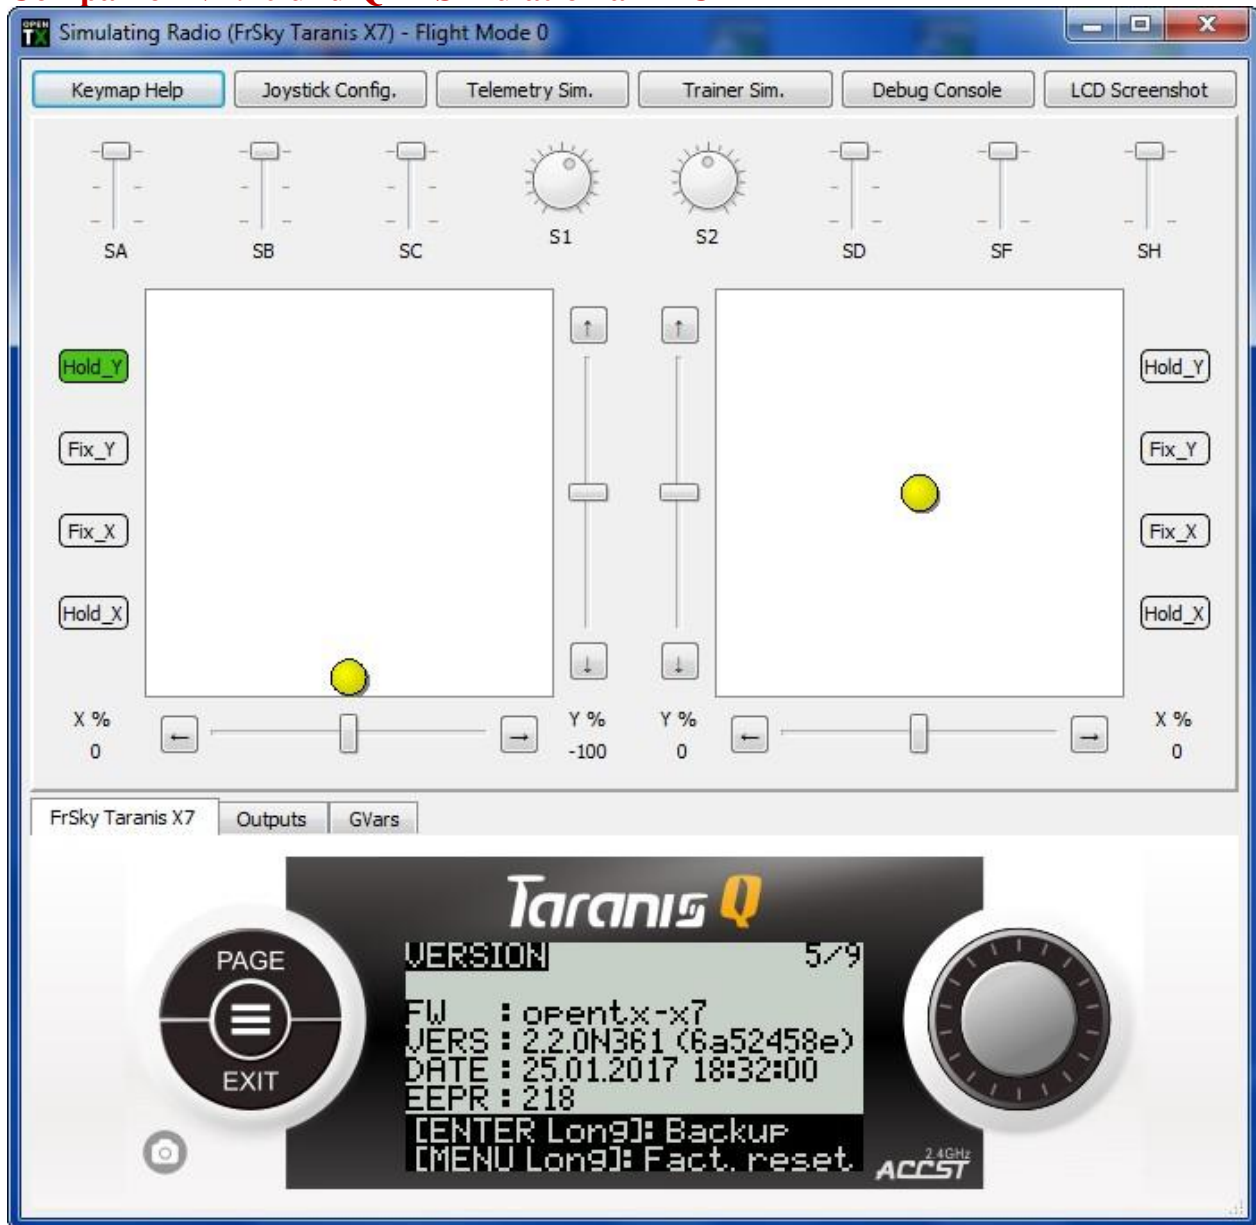 OPEN TX Simulating Radio (FrSky Taranis X7) - Flight Mode 0
Keymap Help Joystick Config. Telemetry Sim. Trainer Sim. Debug Console LCD Screenshot
SA SB SC S1 S2 SD SF SH
Hold_Y Hold_Y
Fix_Y Fix_Y
Fix_X Fix_X
Hold_X Hold_X
X % Y % Y % X %
0 -100 0 0
FrSky Taranis X7 Outputs GVars
Taranis Q
PAGE
EXIT
VERSION 5/9
FW : opentx-x7
VERS : 2.2.0N361 (6a52458e)
DATE : 25.01.2017 18:32:00
EEPR : 218
[ENTER Long]: Backup
[MENU Long]: Fact. reset
2.4GHz
ACCST